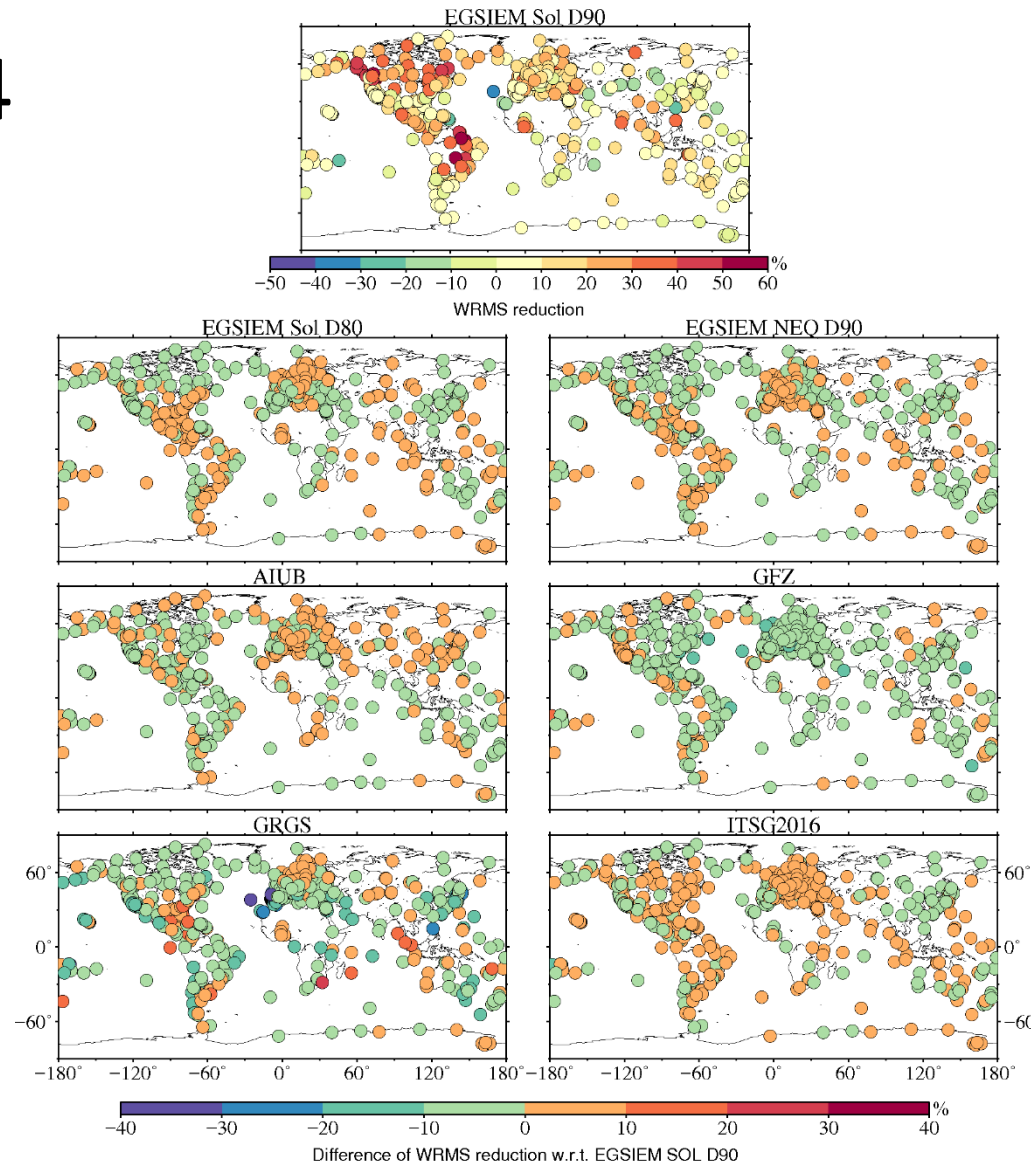 EGSIEM Sol D90
%
−50 −40 −30 −20 −10 0 10 20 30 40 50 60
WRMS reduction
EGSIEM Sol D80 EGSIEM NEQ D90
AIUB GFZ
GRGS ITSG2016
60° 60°
0° 0°
−60° −60°
−180° −120° −60° 0° 60° 120° −180° −120° −60° 0° 60° 120° 180°
%
−40 −30 −20 −10 0 10 20 30 40
Difference of WRMS reduction w.r.t. EGSIEM SOL D90